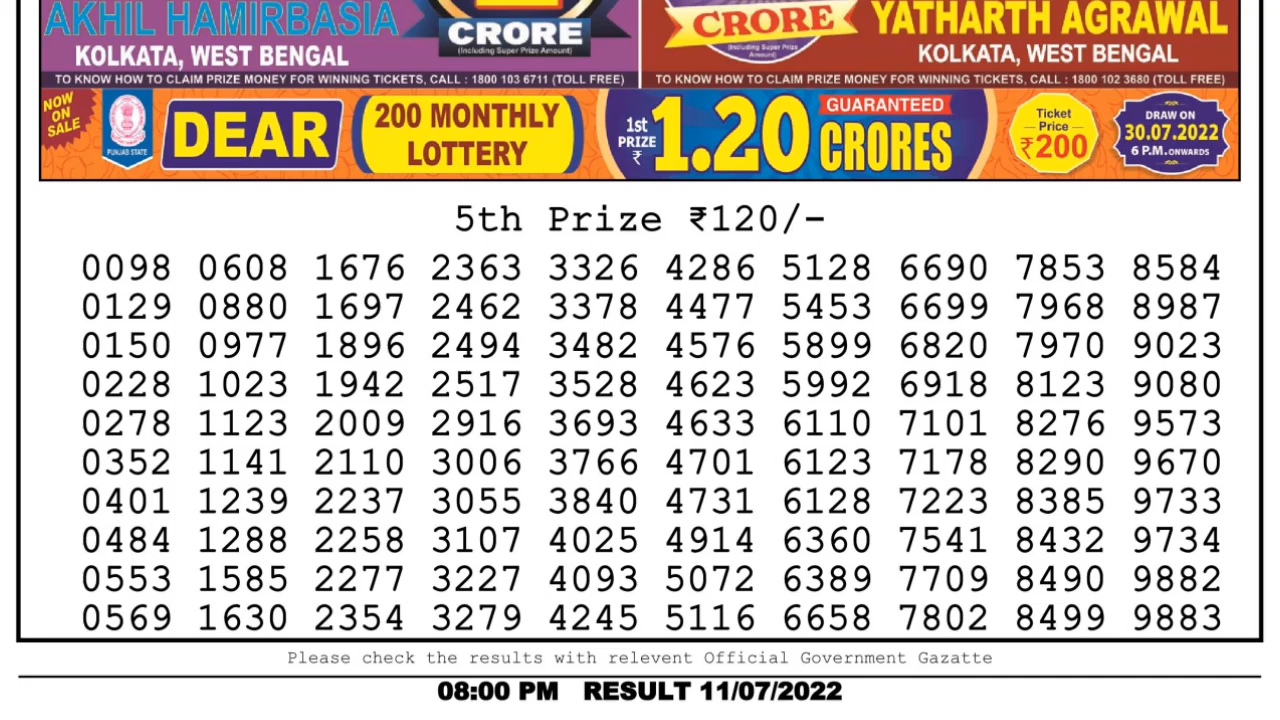 AKHIL HAMIRBASIA
KOLKATA, WEST BENGAL
CRORE
(Including Super Prize Amount)
TO KNOW HOW TO CLAIM PRIZE MONEY FOR WINNING TICKETS, CALL : 1800 103 6711 (TOLL FREE)
CRORE
(Including Super Prize
Amount)
YATHARTH AGRAWAL
KOLKATA, WEST BENGAL
TO KNOW HOW TO CLAIM PRIZE MONEY FOR WINNING TICKETS, CALL : 1800 102 3680 (TOLL FREE)
NOW
ON
SALE
PUNJAB STATE
DEAR
200 MONTHLY
LOTTERY
1st
PRIZE
₹
1.20
GUARANTEED
CRORES
Ticket
Price
₹200
DRAW ON
30.07.2022
6 P.M. ONWARDS
5th Prize ₹120/-
0098 0608 1676 2363 3326 4286 5128 6690 7853 8584
0129 0880 1697 2462 3378 4477 5453 6699 7968 8987
0150 0977 1896 2494 3482 4576 5899 6820 7970 9023
0228 1023 1942 2517 3528 4623 5992 6918 8123 9080
0278 1123 2009 2916 3693 4633 6110 7101 8276 9573
0352 1141 2110 3006 3766 4701 6123 7178 8290 9670
0401 1239 2237 3055 3840 4731 6128 7223 8385 9733
0484 1288 2258 3107 4025 4914 6360 7541 8432 9734
0553 1585 2277 3227 4093 5072 6389 7709 8490 9882
0569 1630 2354 3279 4245 5116 6658 7802 8499 9883
Please check the results with relevent Official Government Gazatte
08:00 PM RESULT 11/07/2022